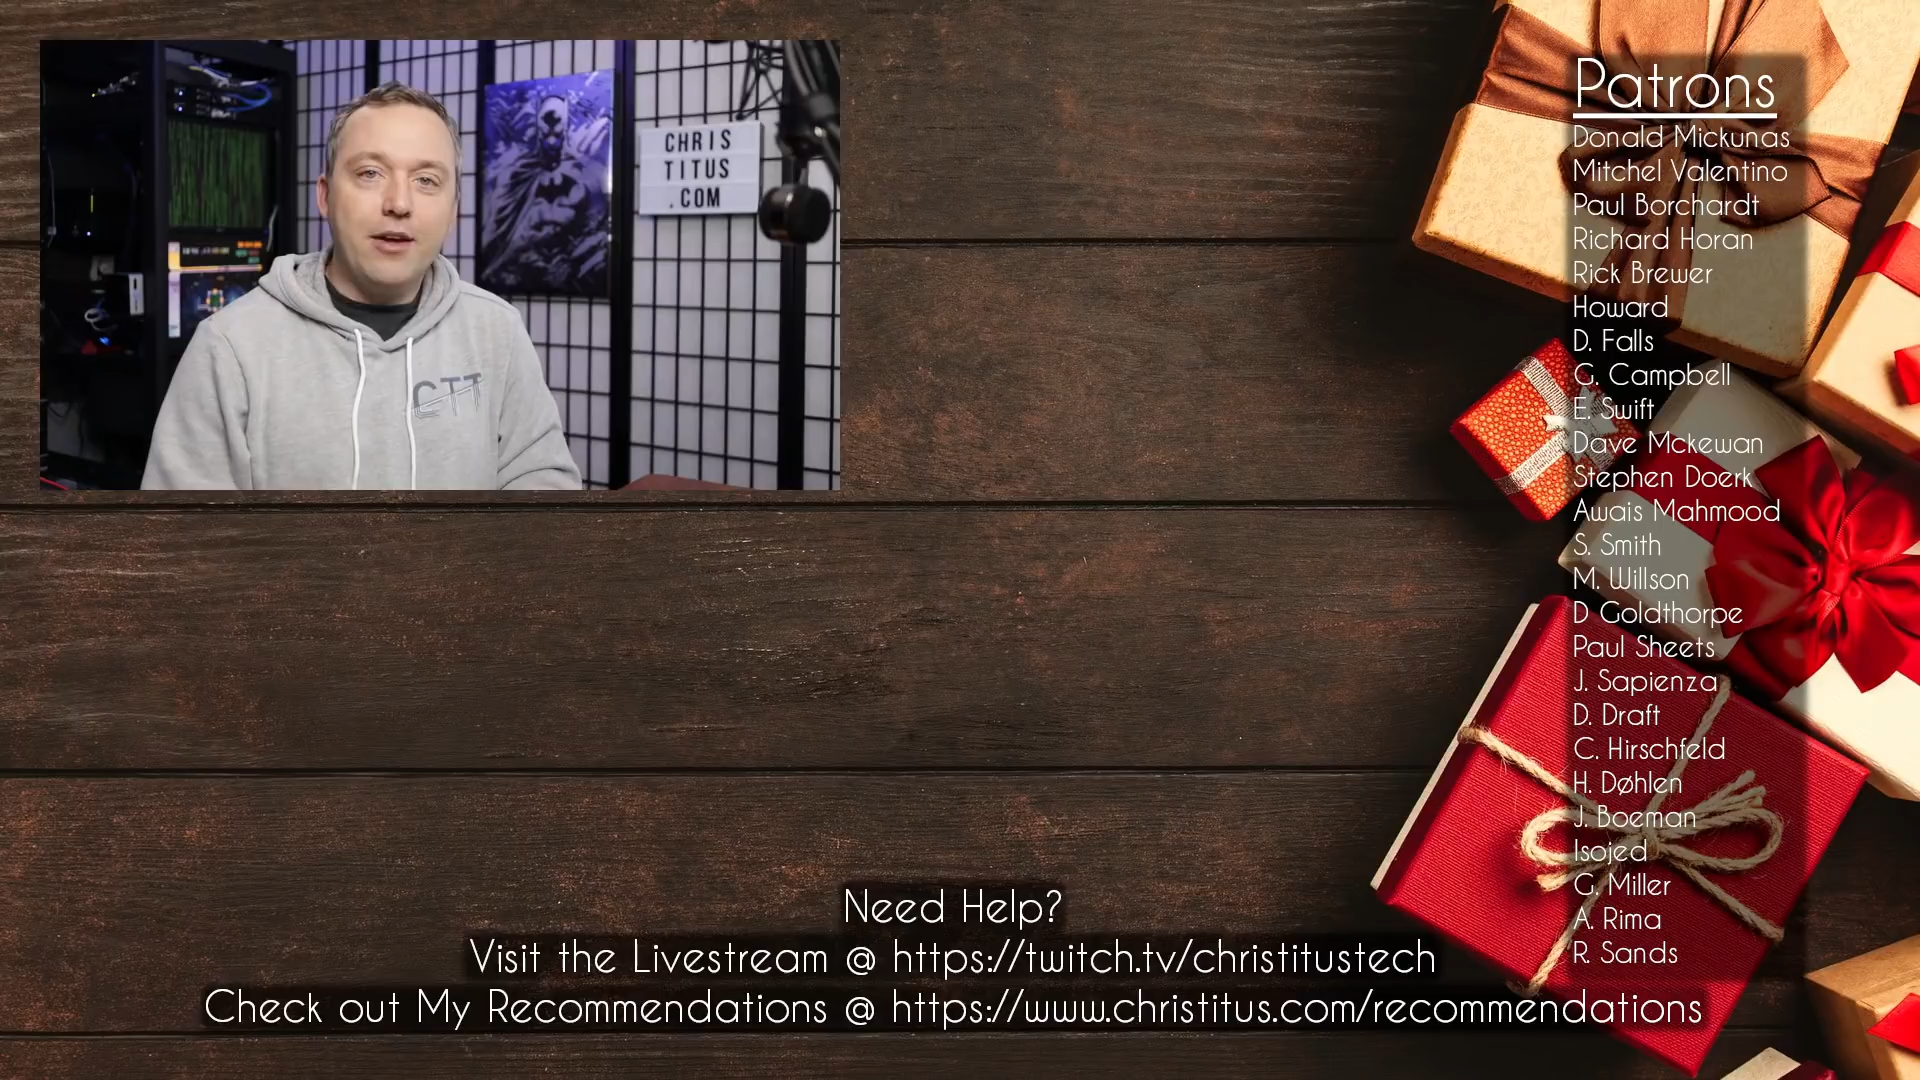 CHRIS
TITUS
.COM
CTT
Patrons
Donald Mickunas
Mitchel Valentino
Paul Borchardt
Richard Horan
Rick Brewer
Howard
D. Falls
G. Campbell
E. Swift
Dave Mckewan
Stephen Doerk
Awais Mahmood
S. Smith
M. Willson
D Goldthorpe
Paul Sheets
J. Sapienza
D. Draft
C. Hirschfeld
H. Døhlen
J. Boeman
Isojed
G. Miller
A. Rima
R. Sands
Need Help?
Visit the Livestream @ https://twitch.tv/christitustech
Check out My Recommendations @ https://www.christitus.com/recommendations